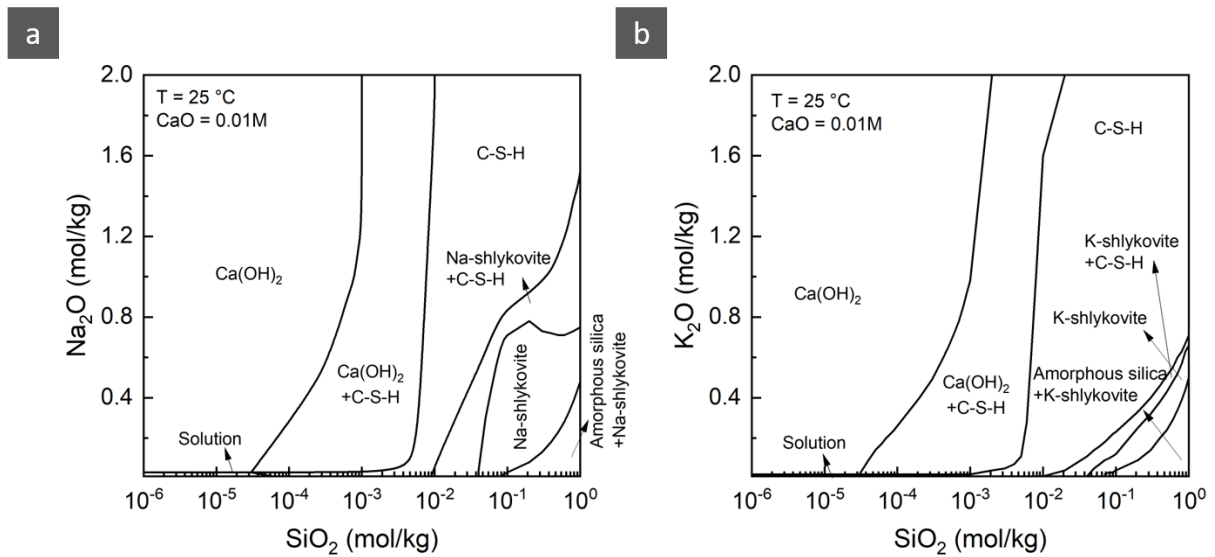 a
T = 25 °C
CaO = 0.01M
Na2O (mol/kg)
2.0
1.6
1.2
0.8
0.4
C-S-H
Na-shlykovite
+C-S-H
Ca(OH)2
Ca(OH)2
+C-S-H
Na-shlykovite
Amorphous silica
+Na-shlykovite
Solution
10-6
10-5
10-4
10-3
10-2
10-1
100
SiO2 (mol/kg)
b
T = 25 °C
CaO = 0.01M
K2O (mol/kg)
2.0
1.6
1.2
0.8
0.4
C-S-H
K-shlykovite
+C-S-H
Ca(OH)2
K-shlykovite
Ca(OH)2
+C-S-H
Amorphous silica
+K-shlykovite
Solution
10-6
10-5
10-4
10-3
10-2
10-1
100
SiO2 (mol/kg)